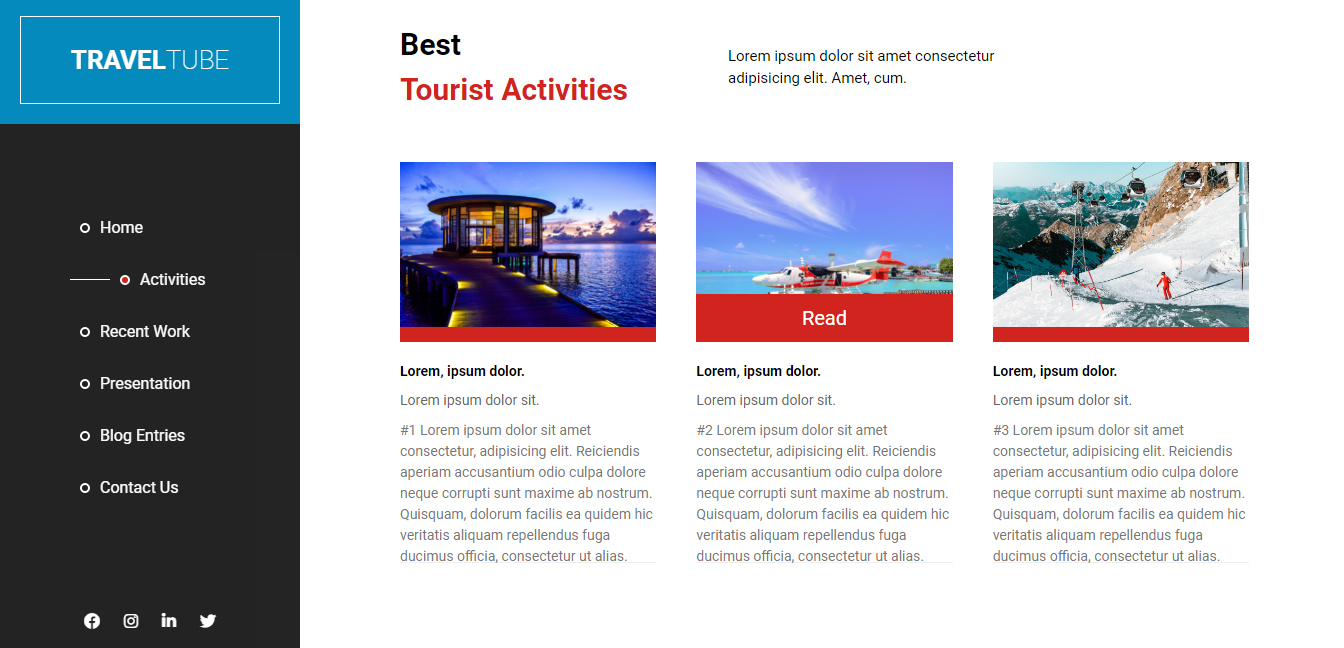 TRAVELTUBE
Home
Activities
Recent Work
Presentation
Blog Entries
Contact Us
Best
Tourist Activities
Lorem ipsum dolor sit amet consectetur
adipisicing elit. Amet, cum.
Read
Lorem, ipsum dolor.
Lorem ipsum dolor sit.
#1 Lorem ipsum dolor sit amet
consectetur, adipisicing elit. Reiciendis
aperiam accusantium odio culpa dolore
neque corrupti sunt maxime ab nostrum.
Quisquam, dolorum facilis ea quidem hic
veritatis aliquam repellendus fuga
ducimus officia, consectetur ut alias.
Lorem, ipsum dolor.
Lorem ipsum dolor sit.
#2 Lorem ipsum dolor sit amet
consectetur, adipisicing elit. Reiciendis
aperiam accusantium odio culpa dolore
neque corrupti sunt maxime ab nostrum.
Quisquam, dolorum facilis ea quidem hic
veritatis aliquam repellendus fuga
ducimus officia, consectetur ut alias.
Lorem, ipsum dolor.
Lorem ipsum dolor sit.
#3 Lorem ipsum dolor sit amet
consectetur, adipisicing elit. Reiciendis
aperiam accusantium odio culpa dolore
neque corrupti sunt maxime ab nostrum.
Quisquam, dolorum facilis ea quidem hic
veritatis aliquam repellendus fuga
ducimus officia, consectetur ut alias.